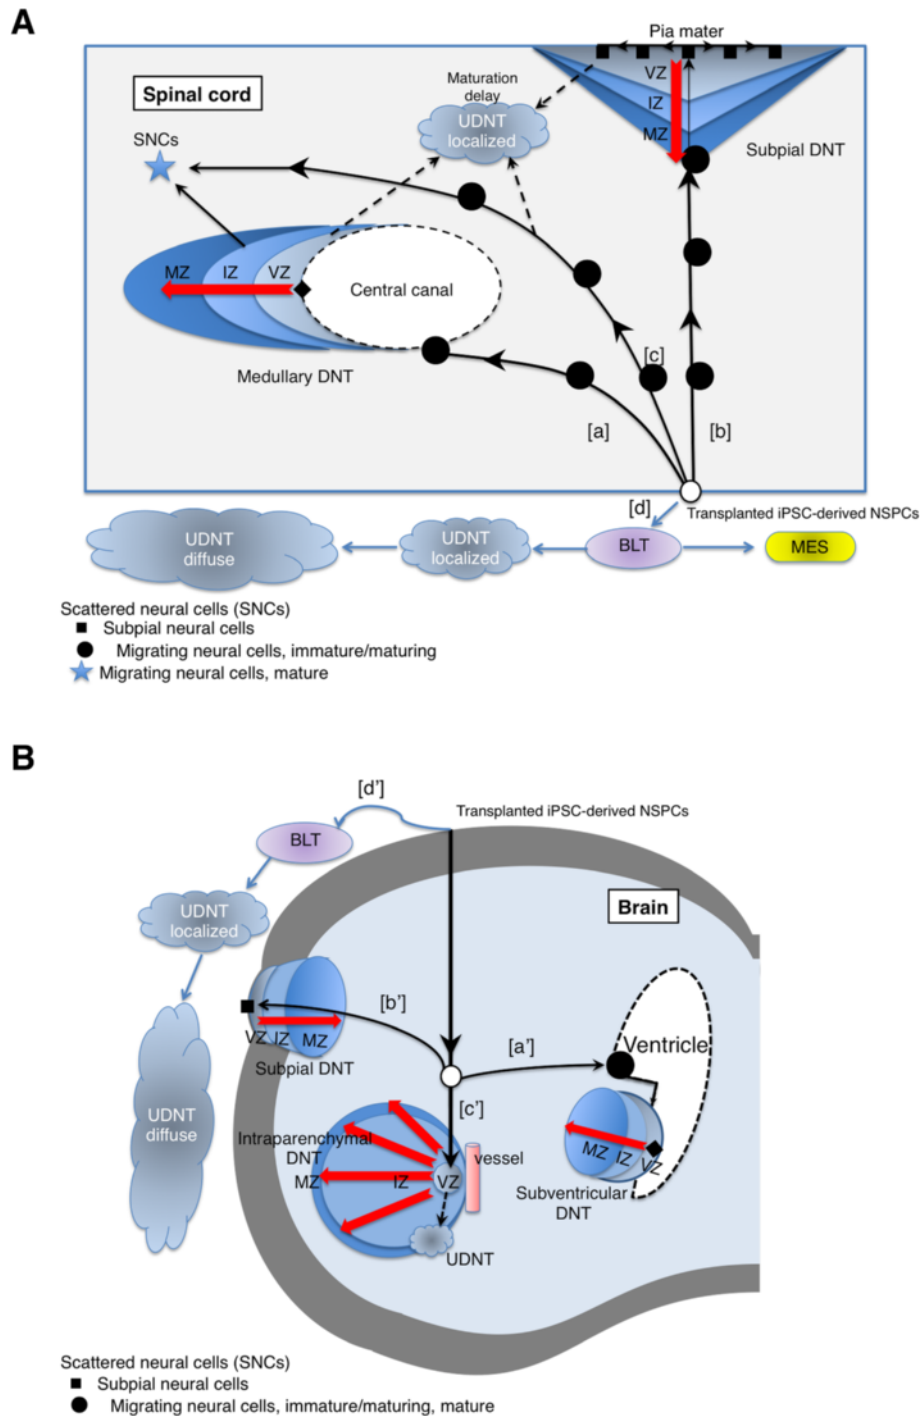 A
Pia mater
Spinal cord
Maturation
delay
UDNT
localized
VZ
IZ
MZ
Subpial DNT
SNCs
MZ IZ VZ
Central canal
Medullary DNT
[c]
[a]
[b]
[d]
Transplanted iPSC-derived NSPCs
UDNT
diffuse
UDNT
localized
BLT
MES
Scattered neural cells (SNCs)
Subpial neural cells
Migrating neural cells, immature/maturing
Migrating neural cells, mature
B
[d']
Transplanted iPSC-derived NSPCs
BLT
UDNT
localized
Brain
[b']
VZ IZ MZ
Subpial DNT
[a']
Ventricle
[c']
UDNT
diffuse
Intraparenchymal
DNT
MZ IZ VZ
vessel
UDNT
MZ IZ VZ
Subventricular
DNT
Scattered neural cells (SNCs)
Subpial neural cells
Migrating neural cells, immature/maturing, mature